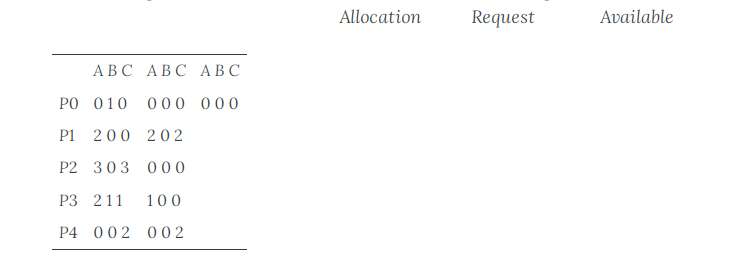 Allocation Request Available
A B C A B C A B C
P0 0 1 0 0 0 0 0 0 0
P1 2 0 0 2 0 2
P2 3 0 3 0 0 0
P3 2 1 1 1 0 0
P4 0 0 2 0 0 2